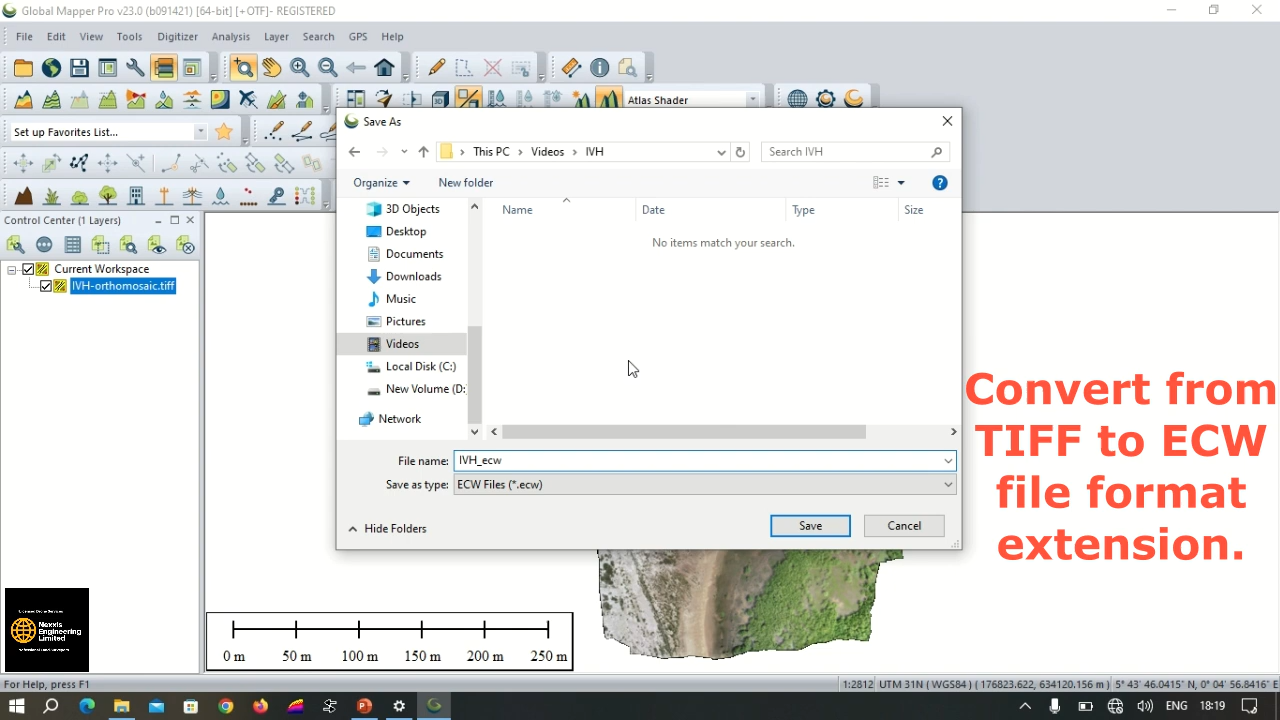 Global Mapper Pro v23.0 (b091421) [64-bit] [+OTF]- REGISTERED
File Edit View Tools Digitizer Analysis Layer Search GPS Help
Atlas Shader
Set up Favorites List...
Save As
This PC > Videos > IVH
Search IVH
Organize New folder
Control Center (1 Layers)
Current Workspace
IVH-orthomosaic.tiff
3D Objects
Desktop
Documents
Downloads
Music
Pictures
Videos
Local Disk (C:)
New Volume (D:
Network
Name Date Type Size
No items match your search.
File name: IVH_ecw
Save as type: ECW Files (*.ecw)
Hide Folders
Save Cancel
Convert from
TIFF to ECW
file format
extension.
Nexxis
Engineering
Limited
0 m 50 m 100 m 150 m 200 m 250 m
For Help, press F1
1:2812 UTM 31N ( WGS84 ) ( 176823.622, 634120.156 m ) 5° 43' 46.0415" N, 0° 04' 56.8416" E
ENG 18:19